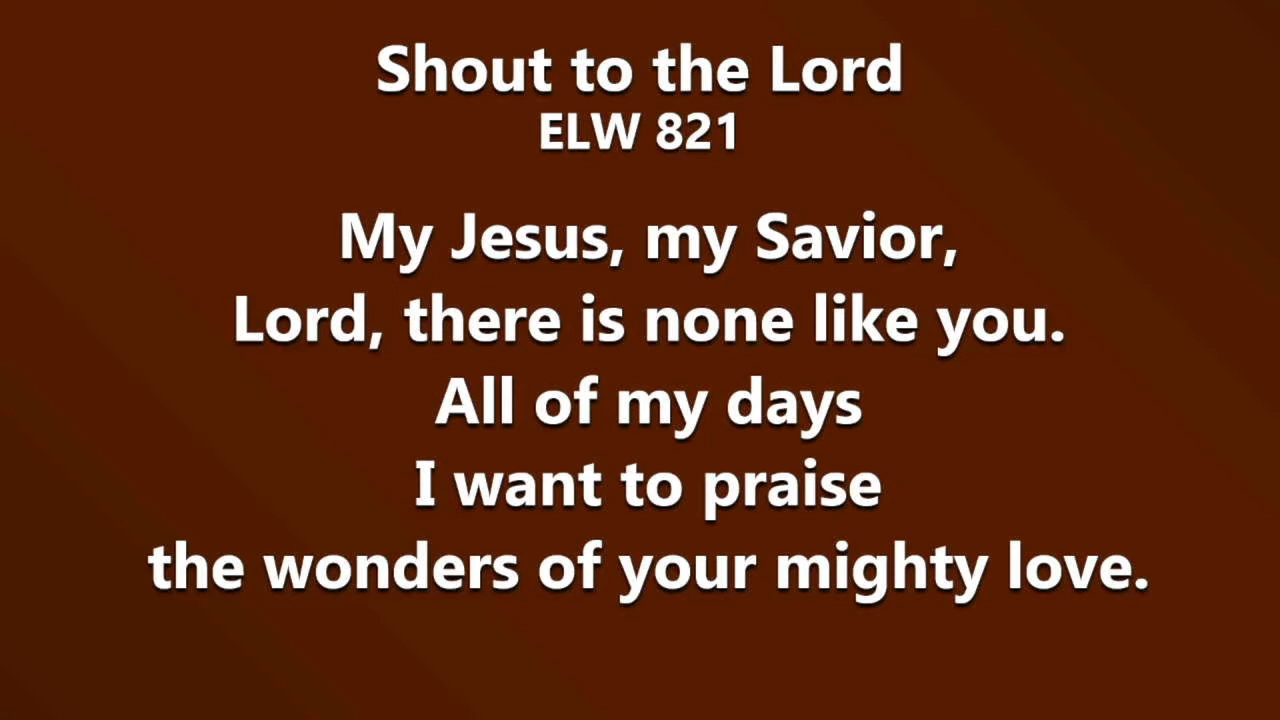 Shout to the Lord
ELW 821
My Jesus, my Savior,
Lord, there is none like you.
All of my days
I want to praise
the wonders of your mighty love.